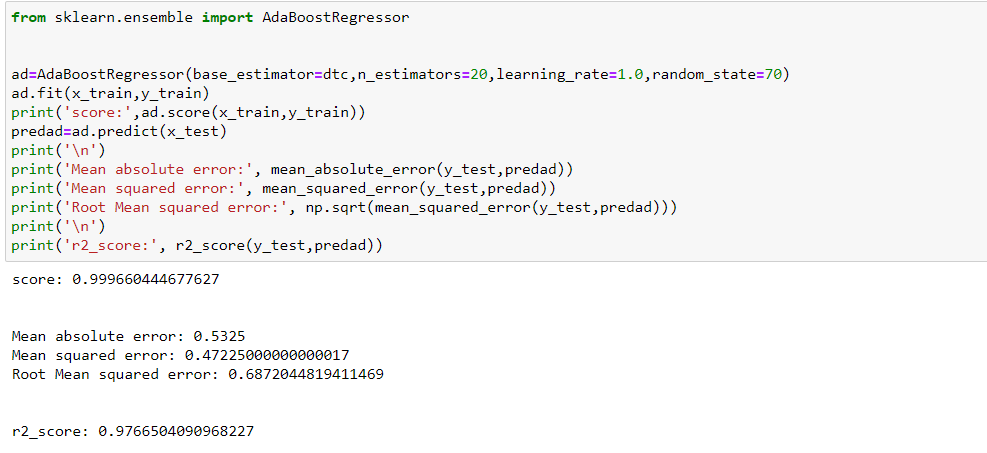 from sklearn.ensemble import AdaBoostRegressor
ad=AdaBoostRegressor(base_estimator=dtc,n_estimators=20,learning_rate=1.0,random_state=70)
ad.fit(x_train,y_train)
print('score:',ad.score(x_train,y_train))
predad=ad.predict(x_test)
print('\n')
print('Mean absolute error:', mean_absolute_error(y_test,predad))
print('Mean squared error:', mean_squared_error(y_test,predad))
print('Root Mean squared error:', np.sqrt(mean_squared_error(y_test,predad)))
print('\n')
print('r2_score:', r2_score(y_test,predad))
score: 0.999660444677627
Mean absolute error: 0.5325
Mean squared error: 0.47225000000000017
Root Mean squared error: 0.6872044819411469
r2_score: 0.9766504090968227